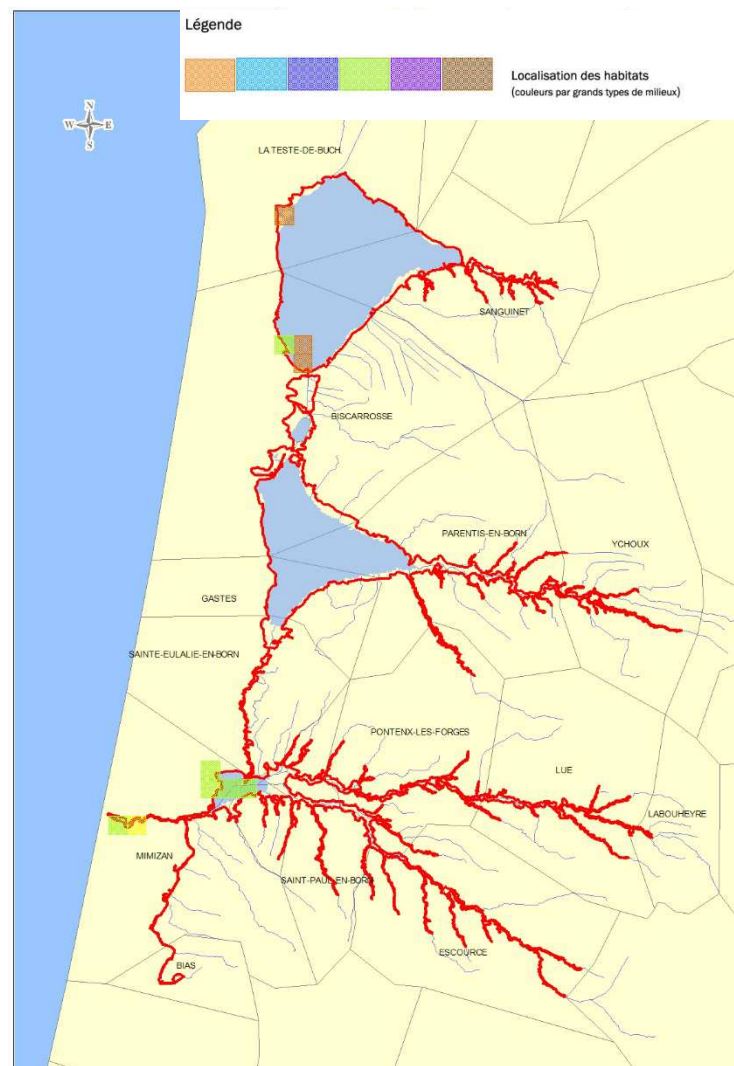 Légende
Localisation des habitats
(couleurs par grands types de milieux)
N
W E
S
LA TESTE-DE-BUCH
SANGUINET
BISCARROSSE
PARENTIS-EN-BORN
YCHOUX
GASTES
SAINTE-EULALIE-EN-BORN
PONTENX-LES-FORGES
LUE
LABOUHEYRE
MIMIZAN
SAINT-PAUL-EN-BORN
ESCOURCE
BIAS